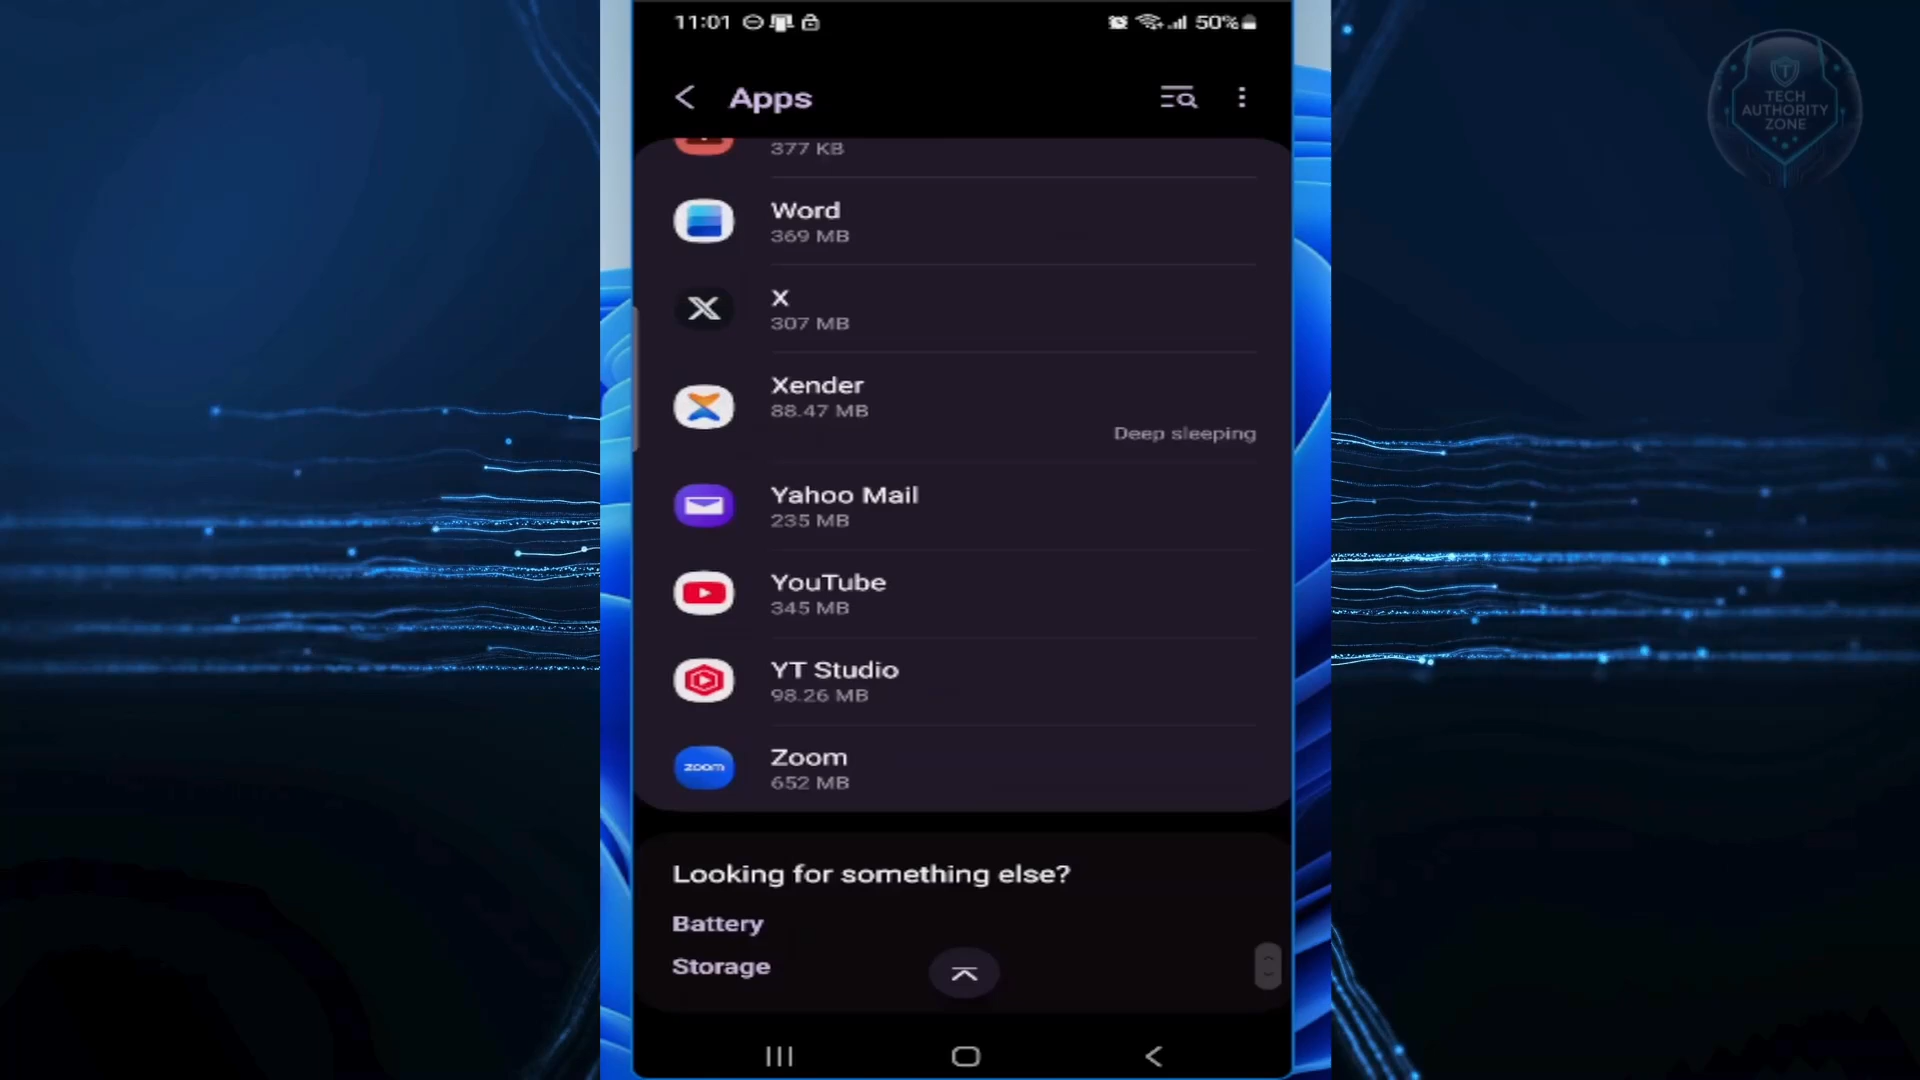 11:01
50%
Apps
TECH
AUTHORITY
ZONE
377 KB
Word
369 MB
X
307 MB
Xender
88.47 MB
Deep sleeping
Yahoo Mail
235 MB
YouTube
345 MB
YT Studio
98.26 MB
zoom
Zoom
652 MB
Looking for something else?
Battery
Storage